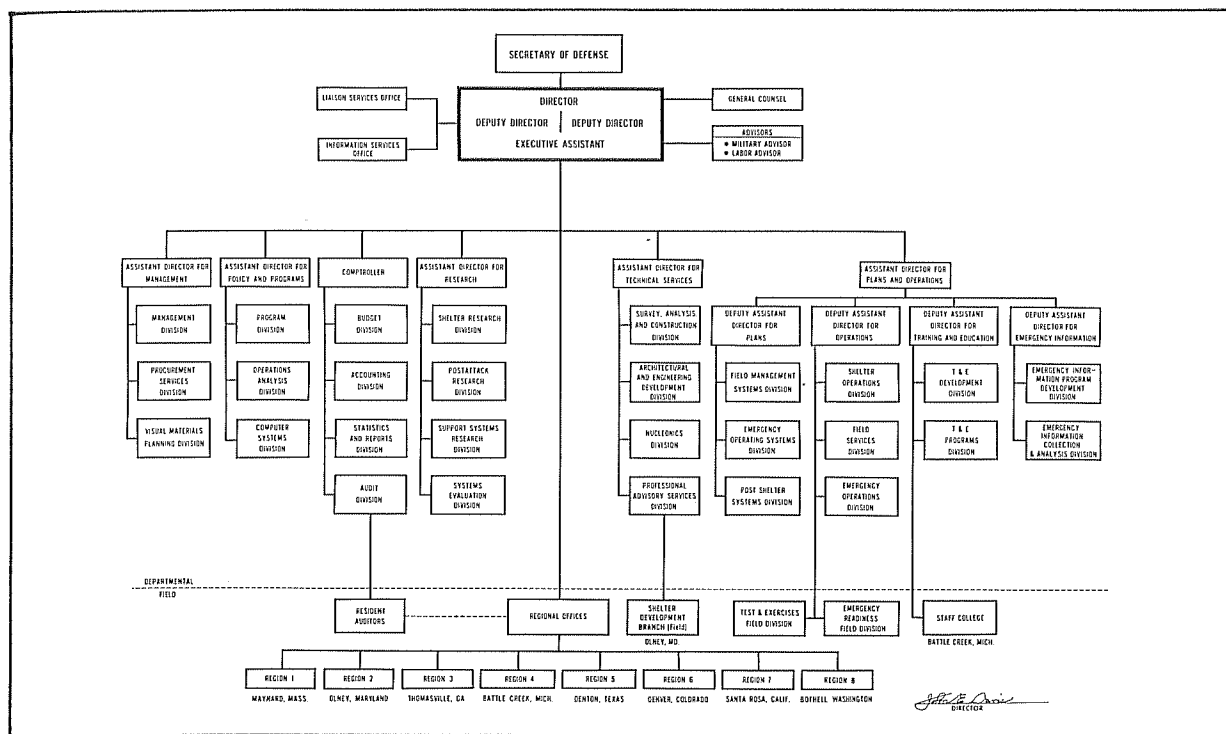 SECRETARY OF DEFENSE
LIAISON SERVICES OFFICE
INFORMATION SERVICES
OFFICE
DIRECTOR
DEPUTY DIRECTOR | DEPUTY DIRECTOR
EXECUTIVE ASSISTANT
GENERAL COUNSEL
ADVISORS
● MILITARY ADVISOR
● LABOR ADVISOR
ASSISTANT DIRECTOR FOR
MANAGEMENT
MANAGEMENT
DIVISION
PROCUREMENT
SERVICES
DIVISION
VISUAL MATERIALS
PLANNING DIVISION
ASSISTANT DIRECTOR FOR
POLICY AND PROGRAMS
PROGRAM
DIVISION
OPERATIONS
ANALYSIS
DIVISION
COMPUTER
SYSTEMS
DIVISION
COMPTROLLER
BUDGET
DIVISION
ACCOUNTING
DIVISION
STATISTICS
AND REPORTS
DIVISION
AUDIT
DIVISION
ASSISTANT DIRECTOR FOR
RESEARCH
SHELTER RESEARCH
DIVISION
POSTATTACK
RESEARCH
DIVISION
SUPPORT SYSTEMS
RESEARCH
DIVISION
SYSTEMS
EVALUATION
DIVISION
ASSISTANT DIRECTOR FOR
TECHNICAL SERVICES
SURVEY, ANALYSIS,
AND CONSTRUCTION
DIVISION
ARCHITECTURAL
AND ENGINEERING
DEVELOPMENT
DIVISION
NUCLEONICS
DIVISION
PROFESSIONAL
ADVISORY SERVICES
DIVISION
ASSISTANT DIRECTOR FOR
PLANS AND OPERATIONS
DEPUTY ASSISTANT
DIRECTOR FOR
PLANS
FIELD MANAGEMENT
SYSTEMS DIVISION
EMERGENCY
OPERATING SYSTEMS
DIVISION
POST SHELTER
SYSTEMS DIVISION
DEPUTY ASSISTANT
DIRECTOR FOR
OPERATIONS
SHELTER
OPERATIONS
DIVISION
FIELD
SERVICES
DIVISION
EMERGENCY
OPERATIONS
DIVISION
DEPUTY ASSISTANT
DIRECTOR FOR
TRAINING AND EDUCATION
T & E
DEVELOPMENT
DIVISION
T & E
PROGRAMS
DIVISION
DEPUTY ASSISTANT
DIRECTOR FOR
EMERGENCY INFORMATION
EMERGENCY INFOR-
MATION PROGRAM
DEVELOPMENT
DIVISION
EMERGENCY
INFORMATION
COLLECTION
& ANALYSIS DIVISION
DEPARTMENTAL
FIELD
RESIDENT
AUDITORS
REGIONAL OFFICES
SHELTER
DEVELOPMENT
BRANCH (Field)
OLNEY, MD.
TEST & EXERCISES
FIELD DIVISION
EMERGENCY
READINESS
FIELD DIVISION
STAFF COLLEGE
BATTLE CREEK, MICH.
REGION 1
MAYNARD, MASS.
REGION 2
OLNEY, MARYLAND
REGION 3
THOMASVILLE, GA
REGION 4
BATTLE CREEK, MICH.
REGION 5
DENTON, TEXAS
REGION 6
DENVER, COLORADO
REGION 7
SANTA ROSA, CALIF.
REGION 8
BOTHELL WASHINGTON
John E. Davis
DIRECTOR